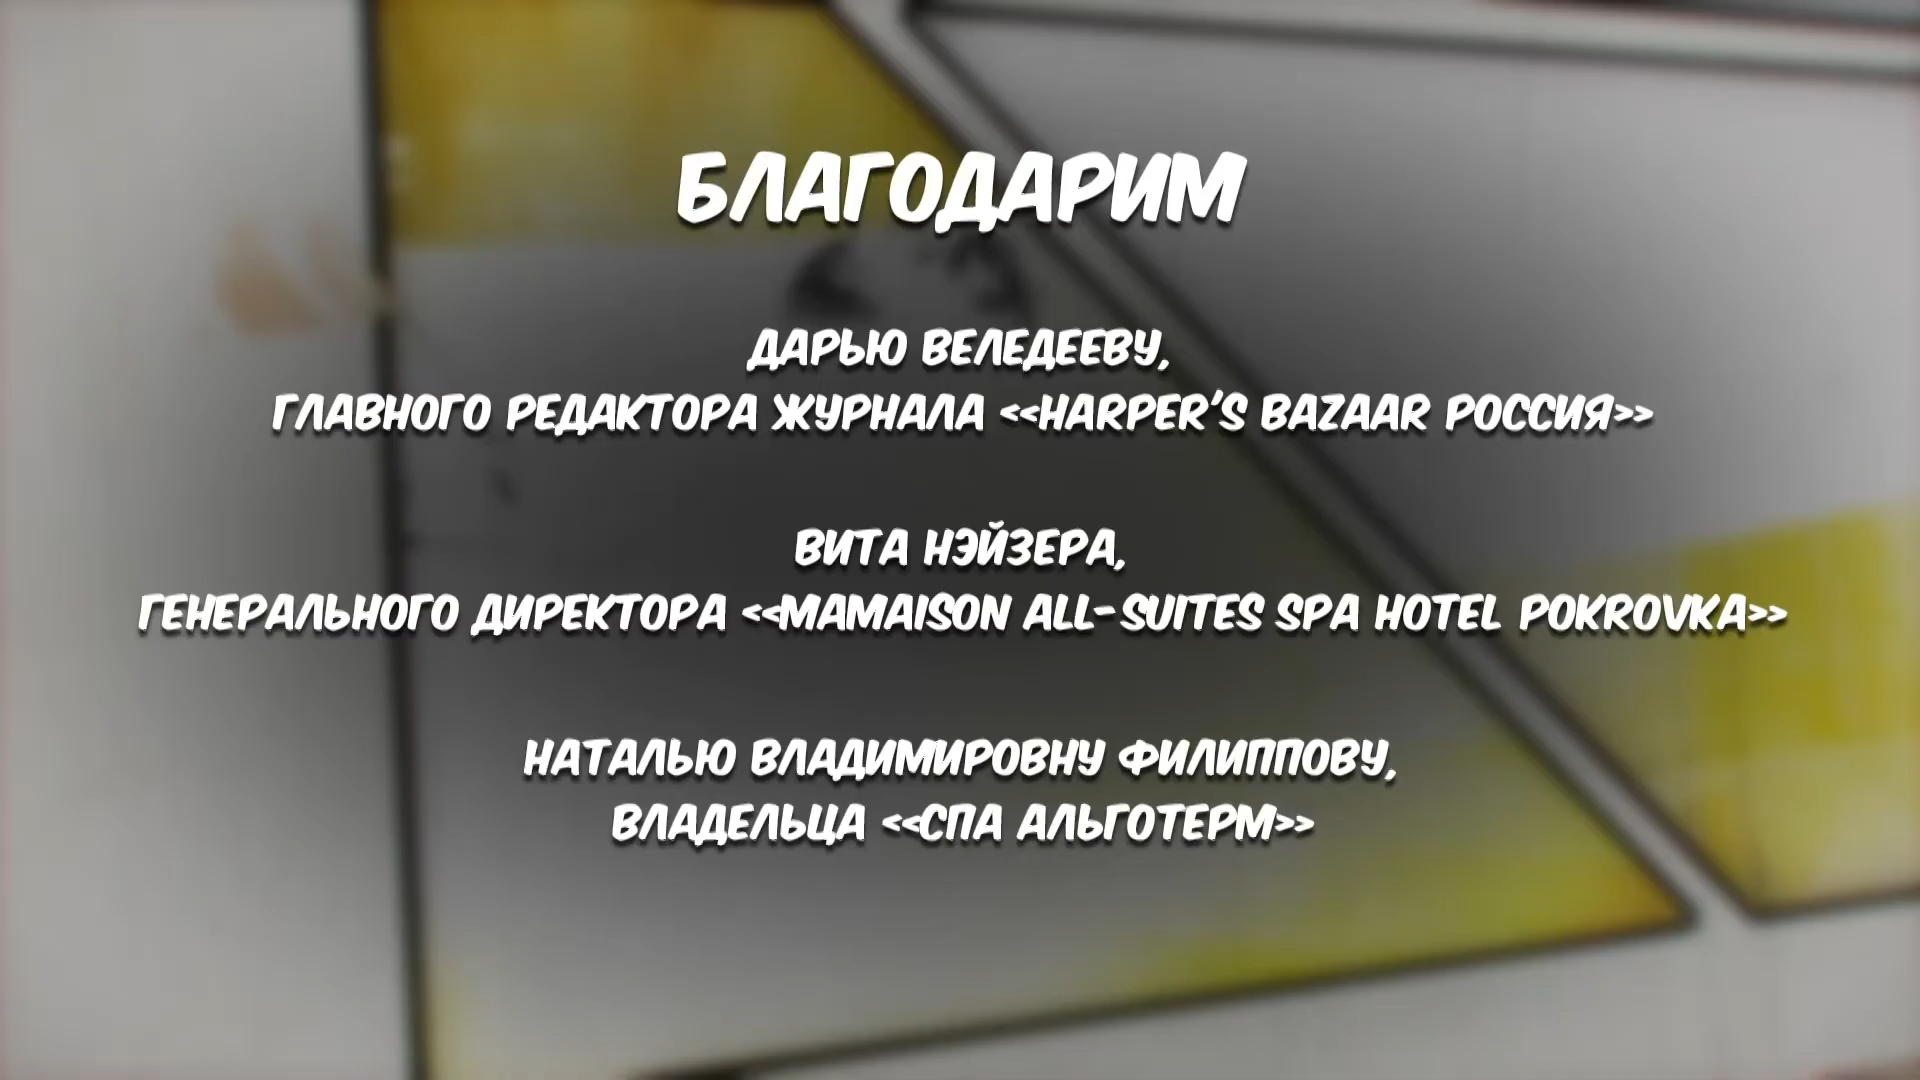 БЛАГОДАРИМ
ДАРЬЮ ВЕЛЕДЕЕВУ,
ГЛАВНОГО РЕДАКТОРА ЖУРНАЛА <<HARPER'S BAZAAR РОССИЯ>>
ВИТА НЭЙЗЕРА,
ГЕНЕРАЛЬНОГО ДИРЕКТОРА <<MAMAISON ALL-SUITES SPA HOTEL POKROVKA>>
НАТАЛЬЮ ВЛАДИМИРОВНУ ФИЛИППОВУ,
ВЛАДЕЛЬЦА <<СПА АЛЬГОТЕРМ>>